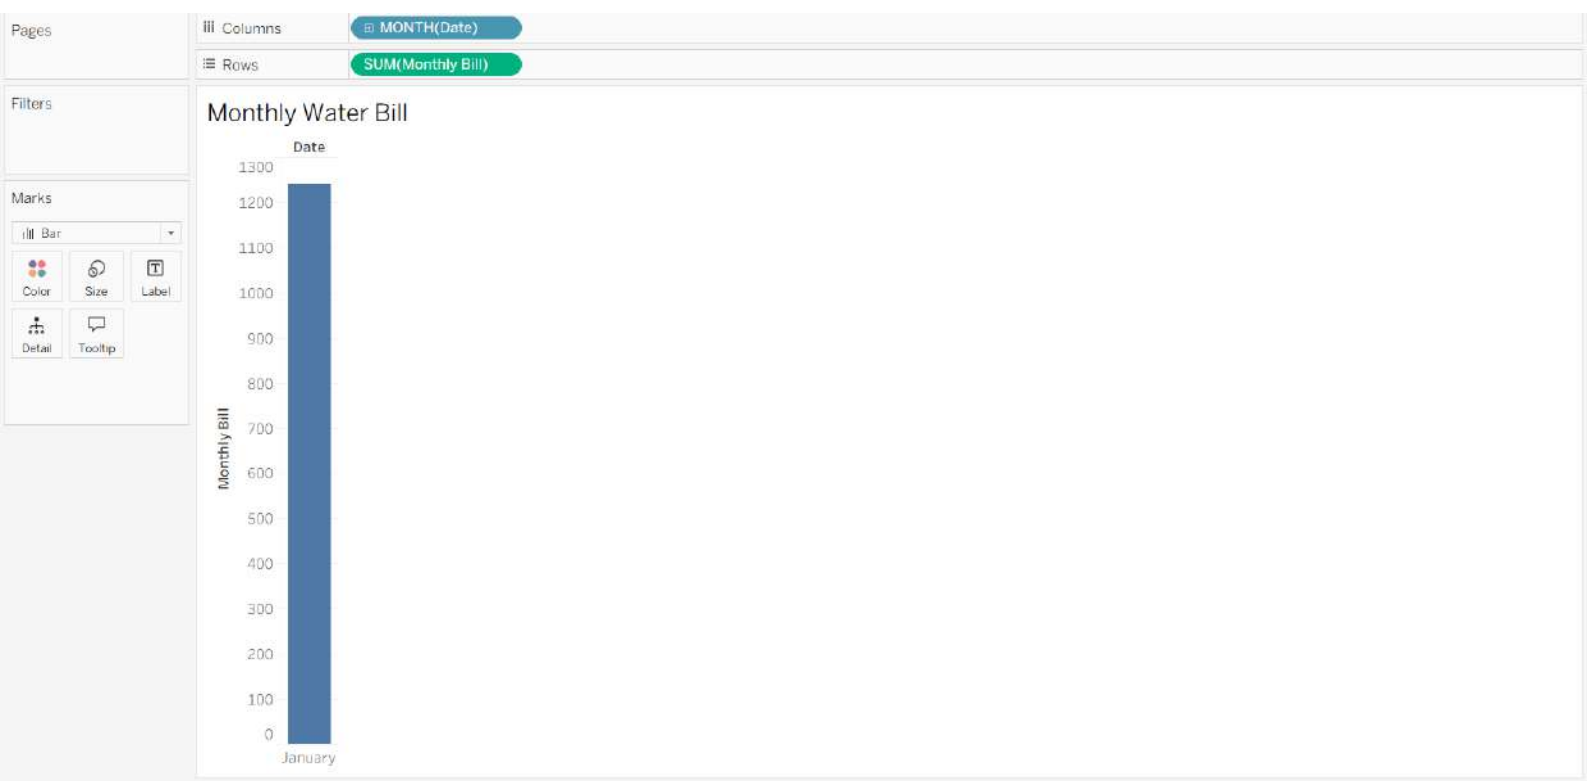 Pages
Columns
MONTH(Date)
Rows
SUM(Monthly Bill)
Filters
Monthly Water Bill
Date
1300
1200
1100
1000
900
800
700
600
500
400
300
200
100
0
Monthly Bill
January
Marks
Bar
Color
Size
T
Label
Detail
Tooltip